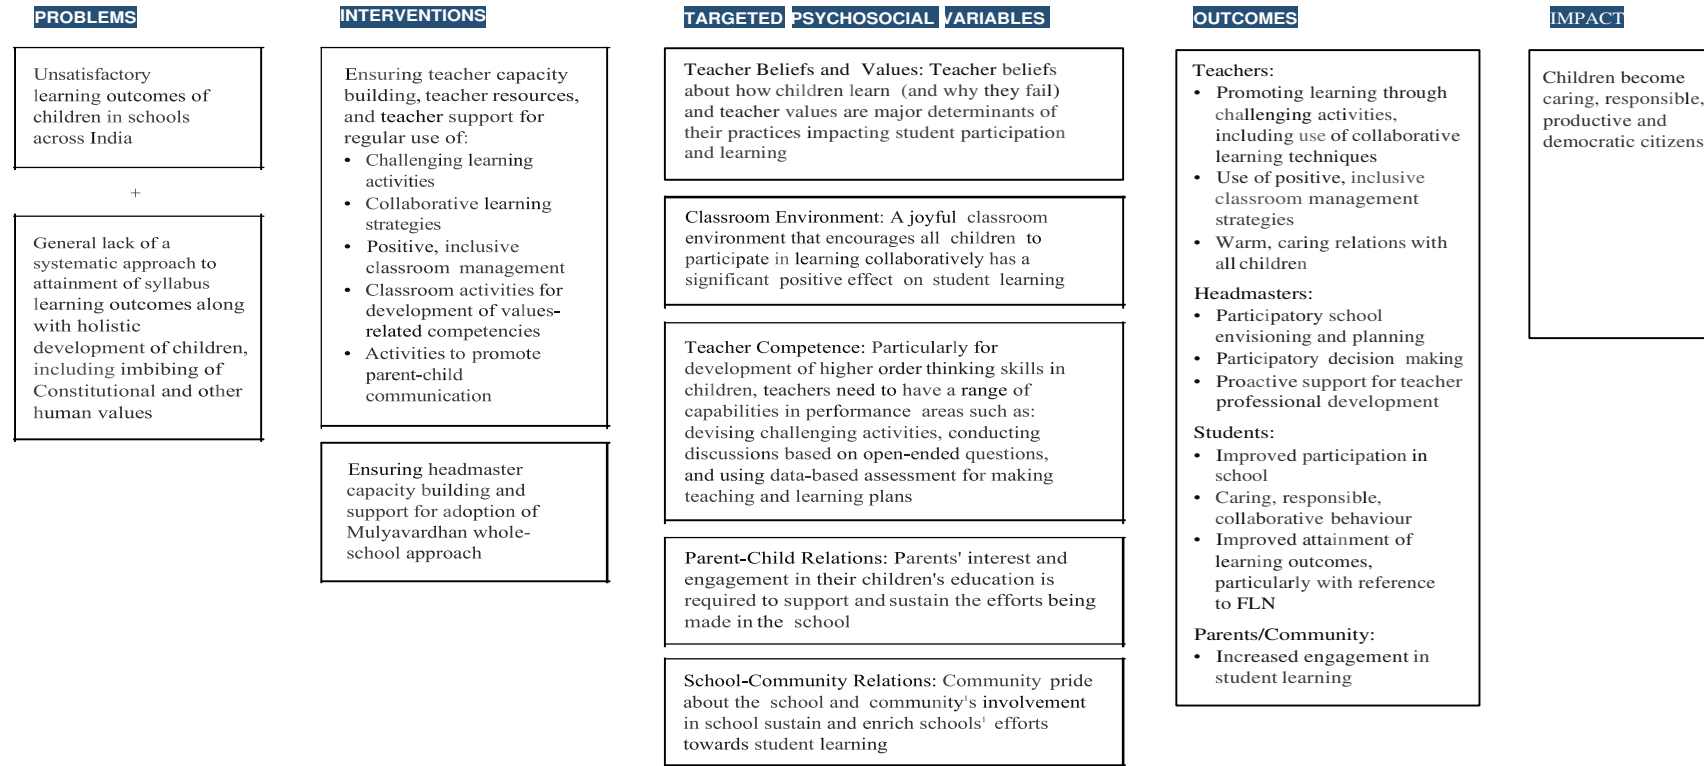 PROBLEMS
Unsatisfactory
learning outcomes of
children in schools
across India
+
General lack of a
systematic approach to
attainment of syllabus
learning outcomes along
with holistic
development of children,
including imbibing of
Constitutional and other
human values
INTERVENTIONS
Ensuring teacher capacity
building, teacher resources,
and teacher support for
regular use of:
• Challenging learning
activities
• Collaborative learning
strategies
• Positive, inclusive
classroom management
• Classroom activities for
development of values-
related competencies
• Activities to promote
parent-child
communication
Ensuring headmaster
capacity building and
support for adoption of
Mulyavardhan whole-
school approach
TARGETED PSYCHOSOCIAL VARIABLES
Teacher Beliefs and Values: Teacher beliefs
about how children learn (and why they fail)
and teacher values are major determinants of
their practices impacting student participation
and learning
Classroom Environment: A joyful classroom
environment that encourages all children to
participate in learning collaboratively has a
significant positive effect on student learning
Teacher Competence: Particularly for
development of higher order thinking skills in
children, teachers need to have a range of
capabilities in performance areas such as:
devising challenging activities, conducting
discussions based on open-ended questions,
and using data-based assessment for making
teaching and learning plans
Parent-Child Relations: Parents' interest and
engagement in their children's education is
required to support and sustain the efforts being
made in the school
School-Community Relations: Community pride
about the school and community's involvement
in school sustain and enrich schools' efforts
towards student learning
OUTCOMES
Teachers:
• Promoting learning through
challenging activities,
including use of collaborative
learning techniques
• Use of positive, inclusive
classroom management
strategies
• Warm, caring relations with
all children
Headmasters:
• Participatory school
envisioning and planning
• Participatory decision making
• Proactive support for teacher
professional development
Students:
• Improved participation in
school
• Caring, responsible,
collaborative behaviour
• Improved attainment of
learning outcomes,
particularly with reference
to FLN
Parents/Community:
• Increased engagement in
student learning
IMPACT
Children become
caring, responsible,
productive and
democratic citizens